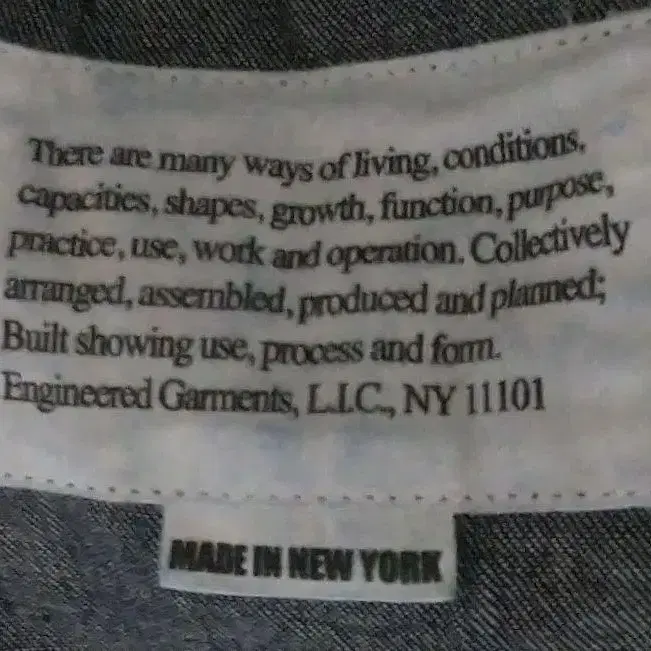 There are many ways of living, conditions,
capacities, shapes, growth, function, purpose,
practice, use, work and operation. Collectively
arranged, assembled, produced and planned;
Built showing use, process and form.
Engineered Garments, L.I.C., NY 11101
MADE IN NEW YORK